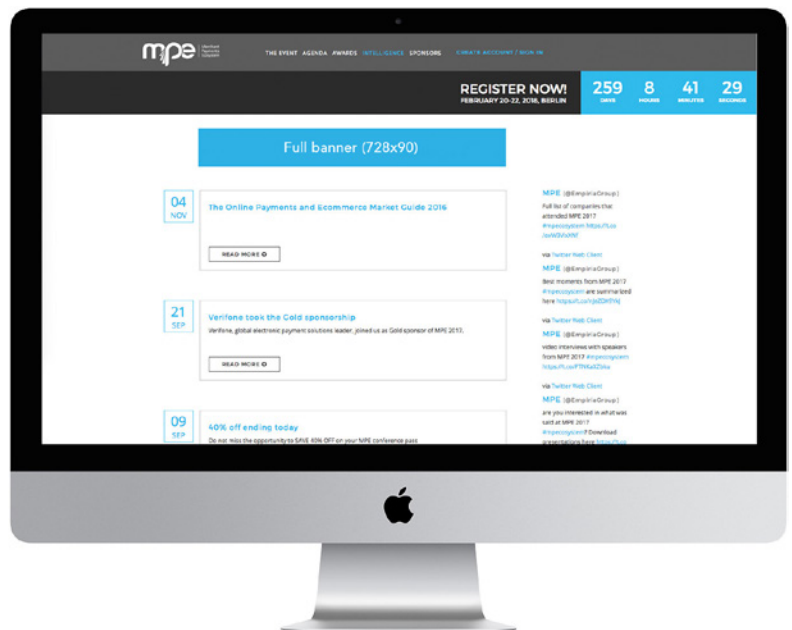 mpe Merchant Payments Ecosystem
THE EVENT AGENDA AWARDS INTELLIGENCE SPONSORS CREATE ACCOUNT / SIGN IN
REGISTER NOW!
FEBRUARY 20-22, 2018, BERLIN
259 8 41 29
DAYS HOURS MINUTES SECONDS
Full banner (728x90)
04
NOV
The Online Payments and Ecommerce Market Guide 2016
READ MORE
21
SEP
Verifone took the Gold sponsorship
Verifone, global electronic payment solutions leader, joined us as Gold sponsor of MPE 2017.
READ MORE
09
SEP
40% off ending today
Do not miss the opportunity to SAVE 40% OFF on your MPE conference pass
MPE (@EmpiriaGroup)
Full list of companies that
attended MPE 2017
#mpecosystem https://t.co
via Twitter Web Client
MPE (@EmpiriaGroup)
Best moments from MPE 2017
#mpecosystem are summarized
here
via Twitter Web Client
MPE (@EmpiriaGroup)
video interviews with speakers
from MPE 2017 #mpecosystem
via Twitter Web Client
MPE (@EmpiriaGroup)
are you interested in what was
said at MPE 2017
#mpecosystem? Download
presentations here